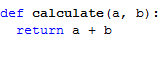 def calculate(a, b):
  return a + b